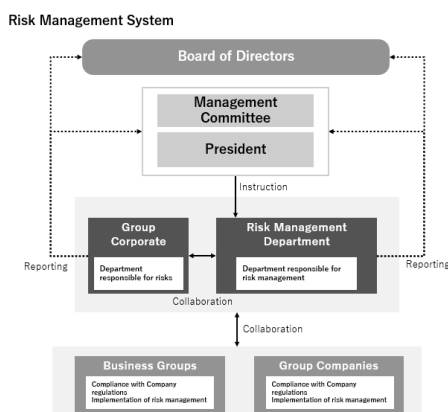 Risk Management System
Board of Directors
Management
Committee
President
Instruction
Group
Corporate
Department
responsible for risks
Risk Management
Department
Department responsible for
risk management
Reporting
Reporting
Collaboration
Collaboration
Business Groups
Compliance with Company
regulations
Implementation of risk management
Group Companies
Compliance with Company
regulations
Implementation of risk management